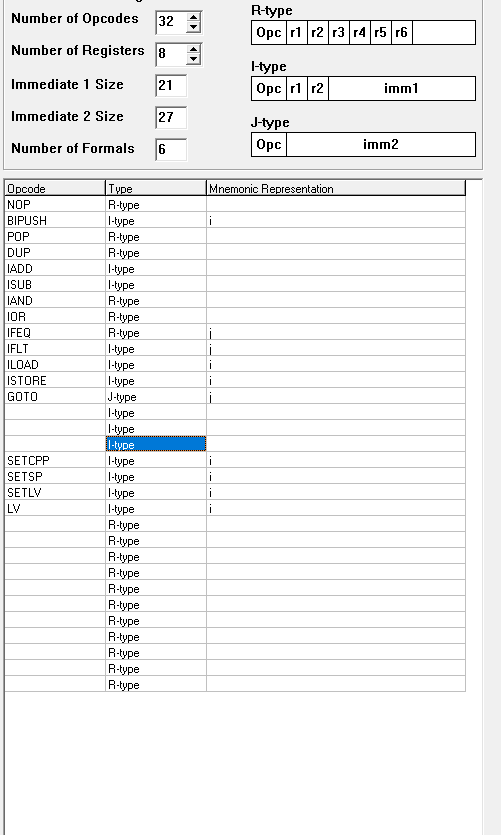 Number of Opcodes 32
Number of Registers 8
Immediate 1 Size 21
Immediate 2 Size 27
Number of Formals 6
R-type
Opc r1 r2 r3 r4 r5 r6
I-type
Opc r1 r2 imm1
J-type
Opc imm2
Opcode Type Mnemonic Representation
NOP R-type
BIPUSH I-type i
POP R-type
DUP R-type
IADD I-type
ISUB I-type
IAND R-type
IOR R-type
IFEQ R-type j
IFLT I-type j
ILOAD I-type i
ISTORE I-type i
GOTO J-type j
I-type
I-type
I-type
SETCPP I-type i
SETSP I-type i
SETLV I-type i
LV I-type i
R-type
R-type
R-type
R-type
R-type
R-type
R-type
R-type
R-type
R-type
R-type